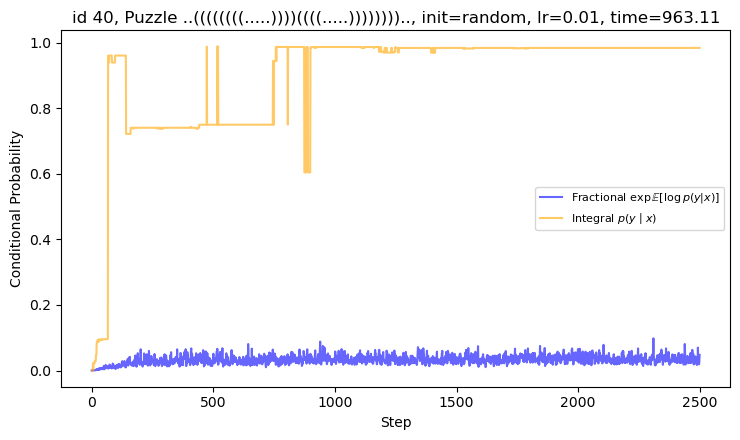 id 40, Puzzle ..((((((((.....))))((((.....)))))))).., init=random, lr=0.01, time=963.11
1.0
0.8
0.6
0.4
0.2
0.0
Conditional Probability
Fractional exp𝔼[log p(y|x)]
Integral p(y | x)
0
500
1000
1500
2000
2500
Step